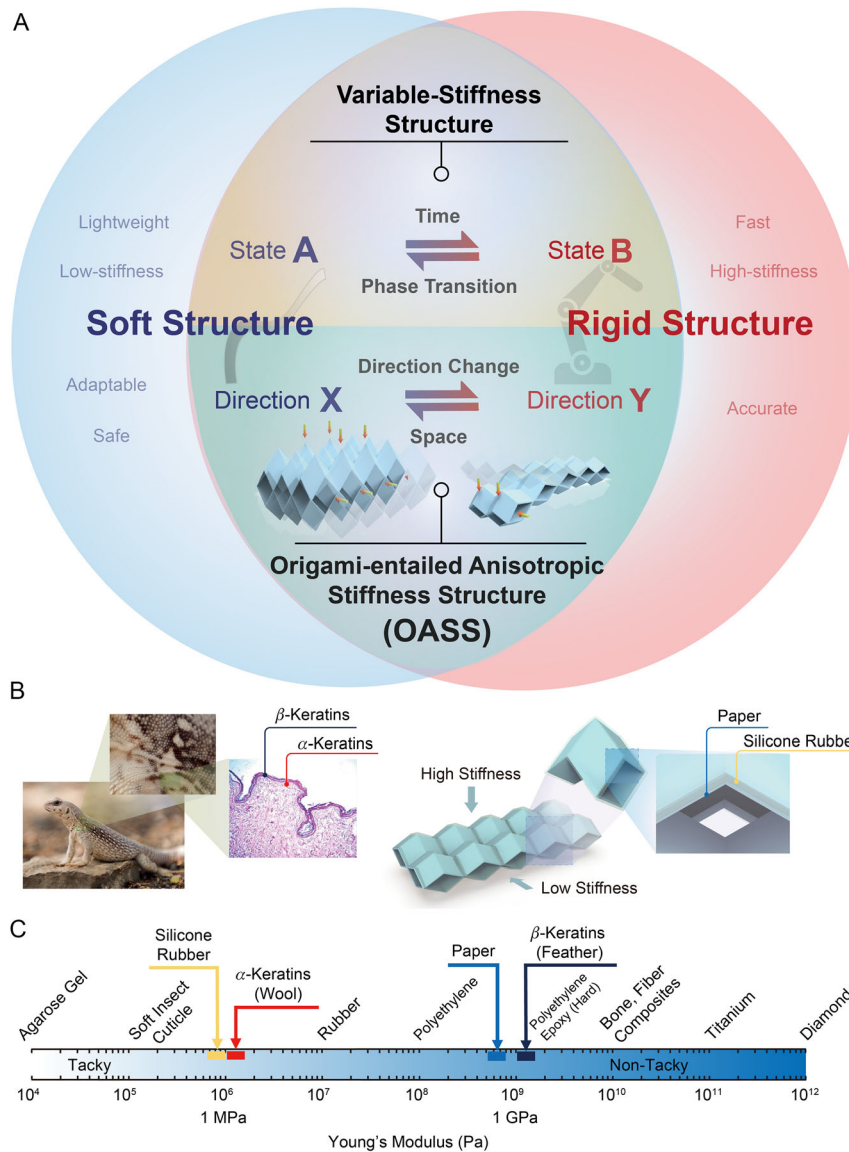 A
Variable-Stiffness
Structure
Lightweight
Low-stiffness
Time
State A
State B
Phase Transition
Fast
High-stiffness
Soft Structure
Rigid Structure
Adaptable
Safe
Direction Change
Direction X
Direction Y
Space
Accurate
Origami-entailed Anisotropic
Stiffness Structure
(OASS)
B
β-Keratins
α-Keratins
High Stiffness
Low Stiffness
Paper
Silicone Rubbe
C
Silicone
Rubber
α-Keratins
(Wool)
Paper
β-Keratins
(Feather)
Agarose Gel
Soft Insect
Cuticle
Rubber
Polyethylene
Polyethylene
Epoxy (Hard)
Bone, Fiber
Composites
Titanium
Diamond
Tacky
Non-Tacky
10⁴ 10⁵ 10⁶ 10⁷ 10⁸ 10⁹ 10¹⁰ 10¹¹ 10¹²
1 MPa 1 GPa
Young's Modulus (Pa)